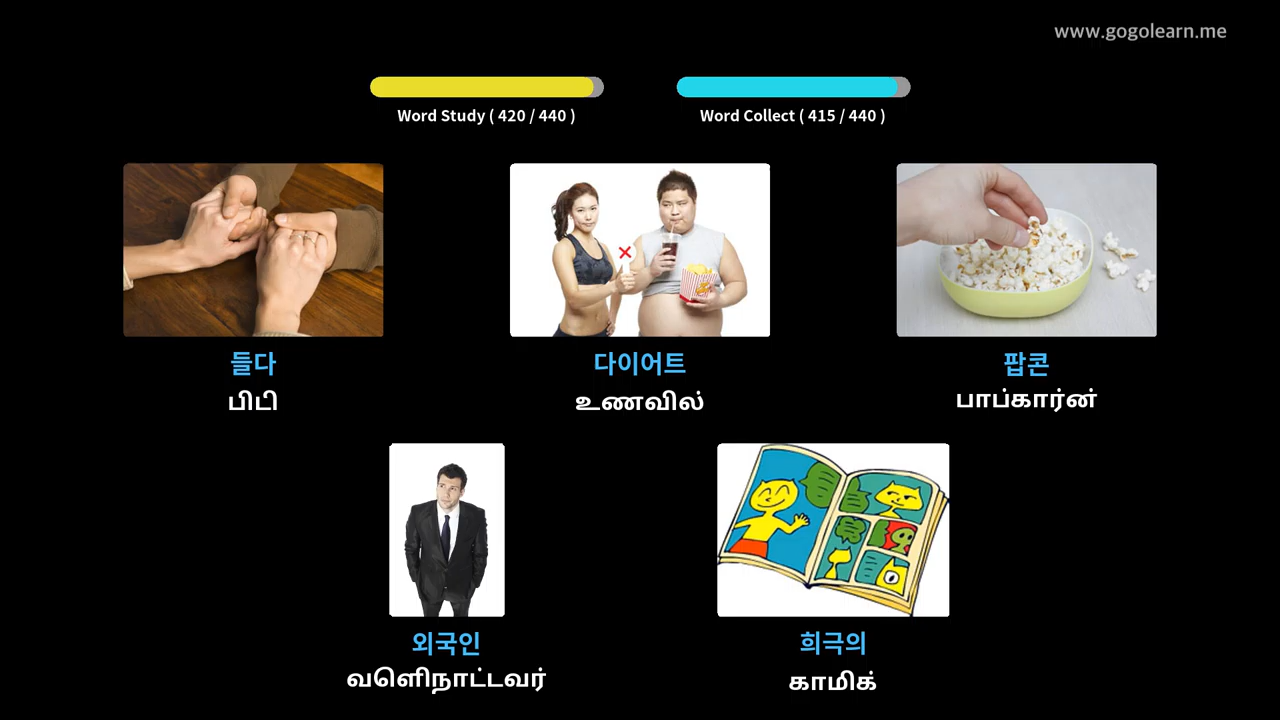 www.gogolearn.me
Word Study ( 420 / 440 )
Word Collect ( 415 / 440 )
들다
다이어트
팝콘
பிடி
உணவில்
பாப்கார்ன்
외국인
희극의
வெளிநாட்டவர்
காமிக்